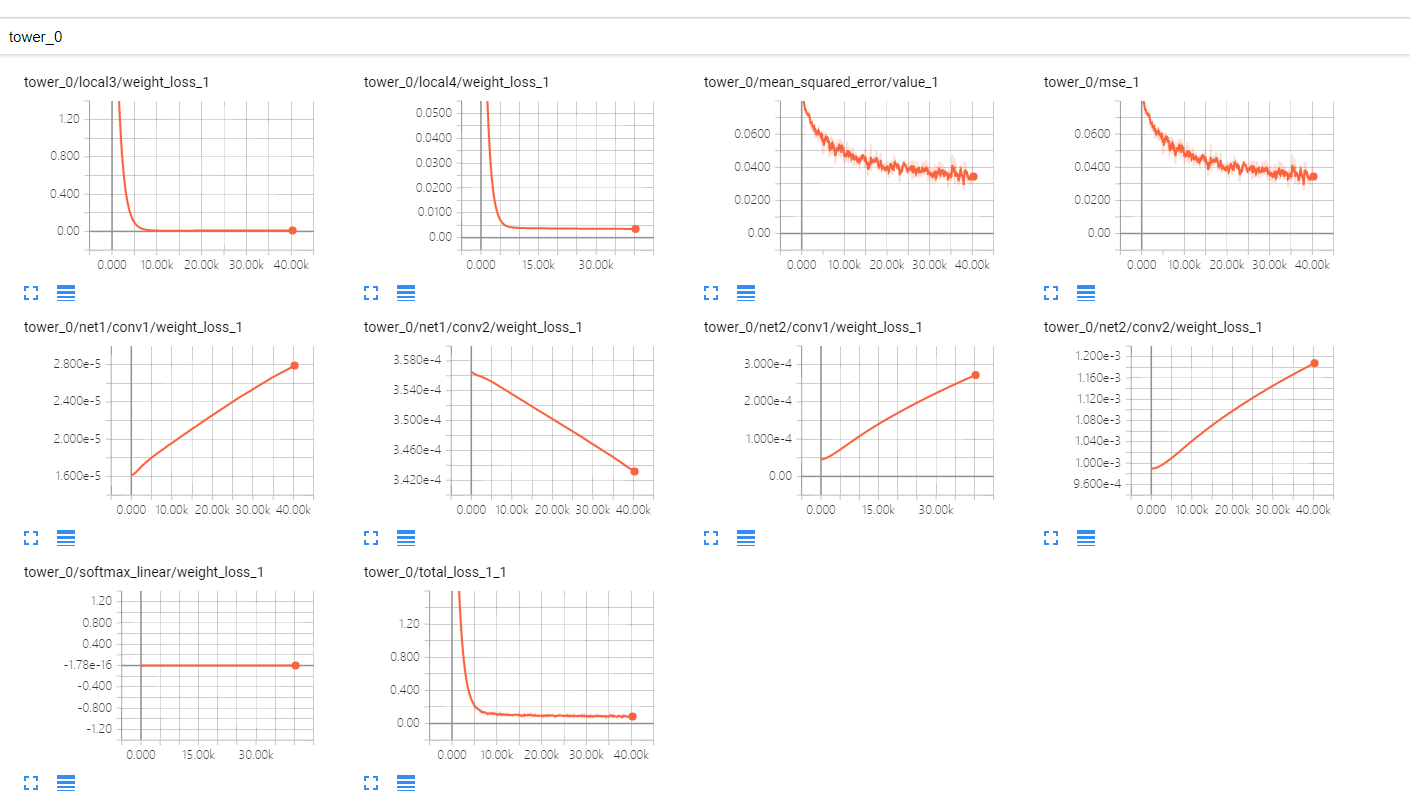 tower_0
tower_0/local3/weight_loss_1
1.20
0.800
0.400
0.00
0.000 10.00k 20.00k 30.00k 40.00k
tower_0/local4/weight_loss_1
0.0500
0.0400
0.0300
0.0200
0.0100
0.00
0.000 15.00k 30.00k
tower_0/mean_squared_error/value_1
0.0600
0.0400
0.0200
0.00
0.000 10.00k 20.00k 30.00k 40.00k
tower_0/mse_1
0.0600
0.0400
0.0200
0.00
0.000 10.00k 20.00k 30.00k 40.00k
tower_0/net1/conv1/weight_loss_1
2.800e-5
2.400e-5
2.000e-5
1.600e-5
0.000 10.00k 20.00k 30.00k 40.00k
tower_0/net1/conv2/weight_loss_1
3.580e-4
3.540e-4
3.500e-4
3.460e-4
3.420e-4
0.000 10.00k 20.00k 30.00k 40.00k
tower_0/net2/conv1/weight_loss_1
3.000e-4
2.000e-4
1.000e-4
0.00
0.000 15.00k 30.00k
tower_0/net2/conv2/weight_loss_1
1.200e-3
1.160e-3
1.120e-3
1.080e-3
1.040e-3
1.000e-3
9.600e-4
0.000 10.00k 20.00k 30.00k 40.00k
tower_0/softmax_linear/weight_loss_1
1.20
0.800
0.400
-1.78e-16
-0.400
-0.800
-1.20
0.000 15.00k 30.00k
tower_0/total_loss_1_1
1.20
0.800
0.400
0.00
0.000 10.00k 20.00k 30.00k 40.00k